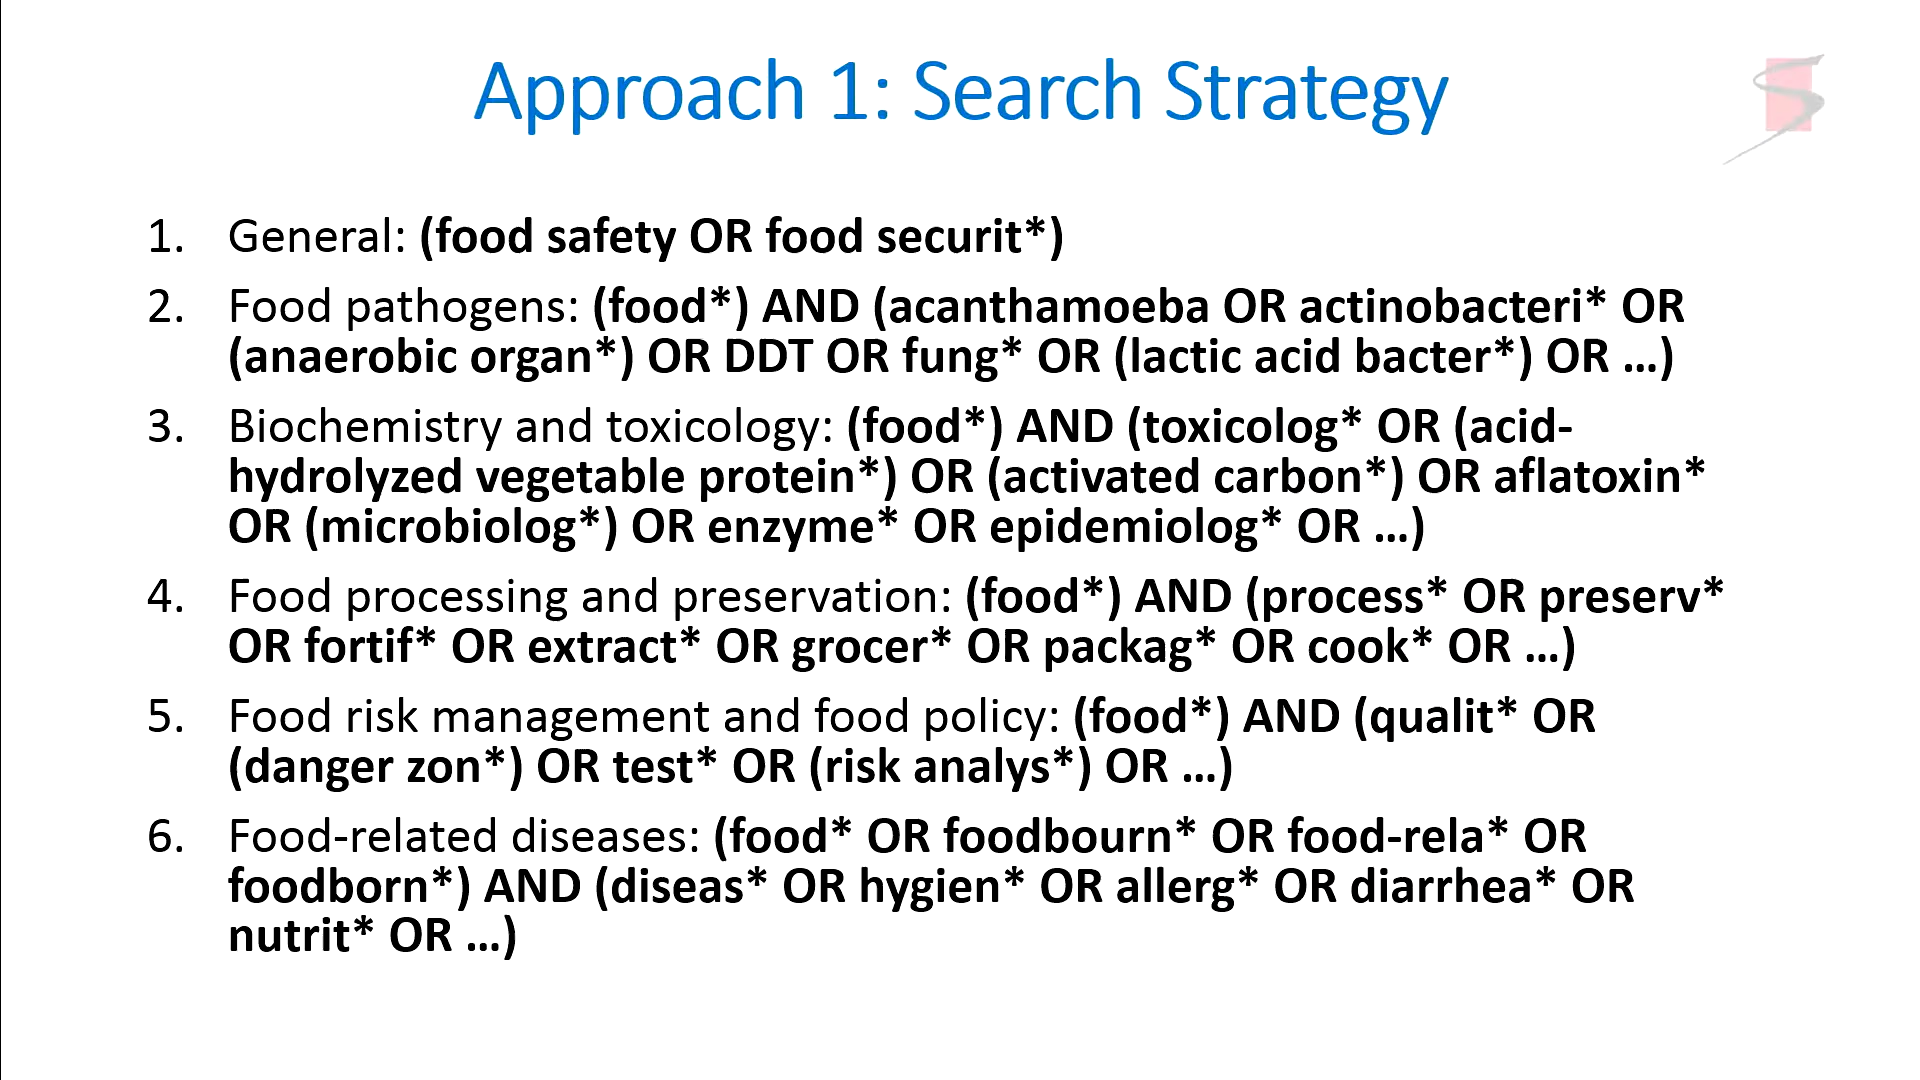 Approach 1: Search Strategy
1. General: (food safety OR food securit*)
2. Food pathogens: (food*) AND (acanthamoeba OR actinobacteri* OR
(anaerobic organ*) OR DDT OR fung* OR (lactic acid bacter*) OR …)
3. Biochemistry and toxicology: (food*) AND (toxicolog* OR (acid-
hydrolyzed vegetable protein*) OR (activated carbon*) OR aflatoxin*
OR (microbiolog*) OR enzyme* OR epidemiolog* OR …)
4. Food processing and preservation: (food*) AND (process* OR preserv*
OR fortif* OR extract* OR grocer* OR packag* OR cook* OR …)
5. Food risk management and food policy: (food*) AND (qualit* OR
(danger zon*) OR test* OR (risk analys*) OR …)
6. Food-related diseases: (food* OR foodbourn* OR food-rela* OR
foodborn*) AND (diseas* OR hygien* OR allerg* OR diarrhea* OR
nutrit* OR …)